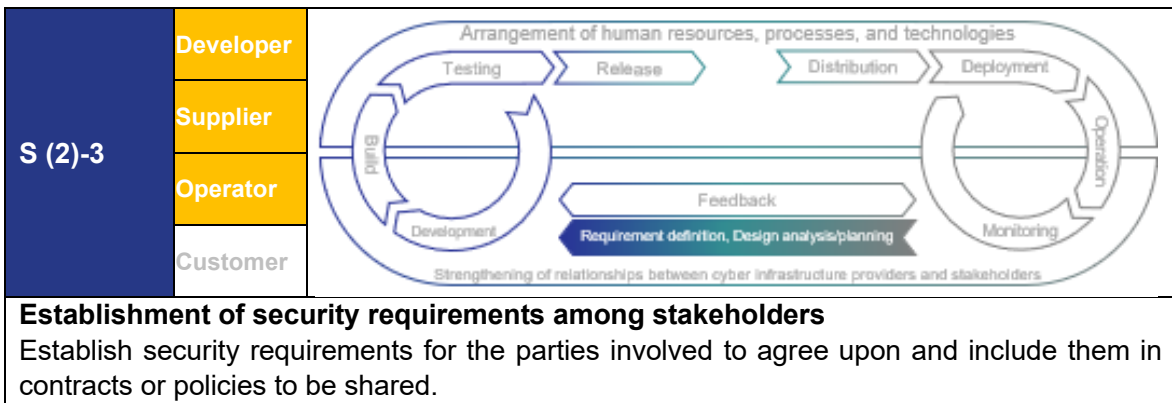 S (2)-3
Developer
Supplier
Operator
Customer
Arrangement of human resources, processes, and technologies
Testing
Release
Distribution
Deployment
Build
Operation
Feedback
Development
Requirement definition, Design analysis/planning
Monitoring
Strengthening of relationships between cyber infrastructure providers and stakeholders
Establishment of security requirements among stakeholders
Establish security requirements for the parties involved to agree upon and include them in
contracts or policies to be shared.